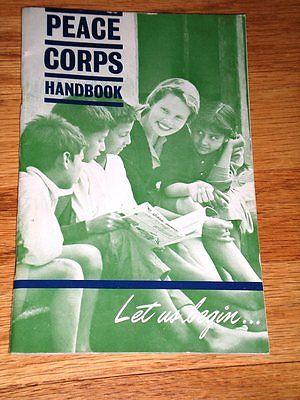 PEACE
CORPS
HANDBOOK
Let us begin...